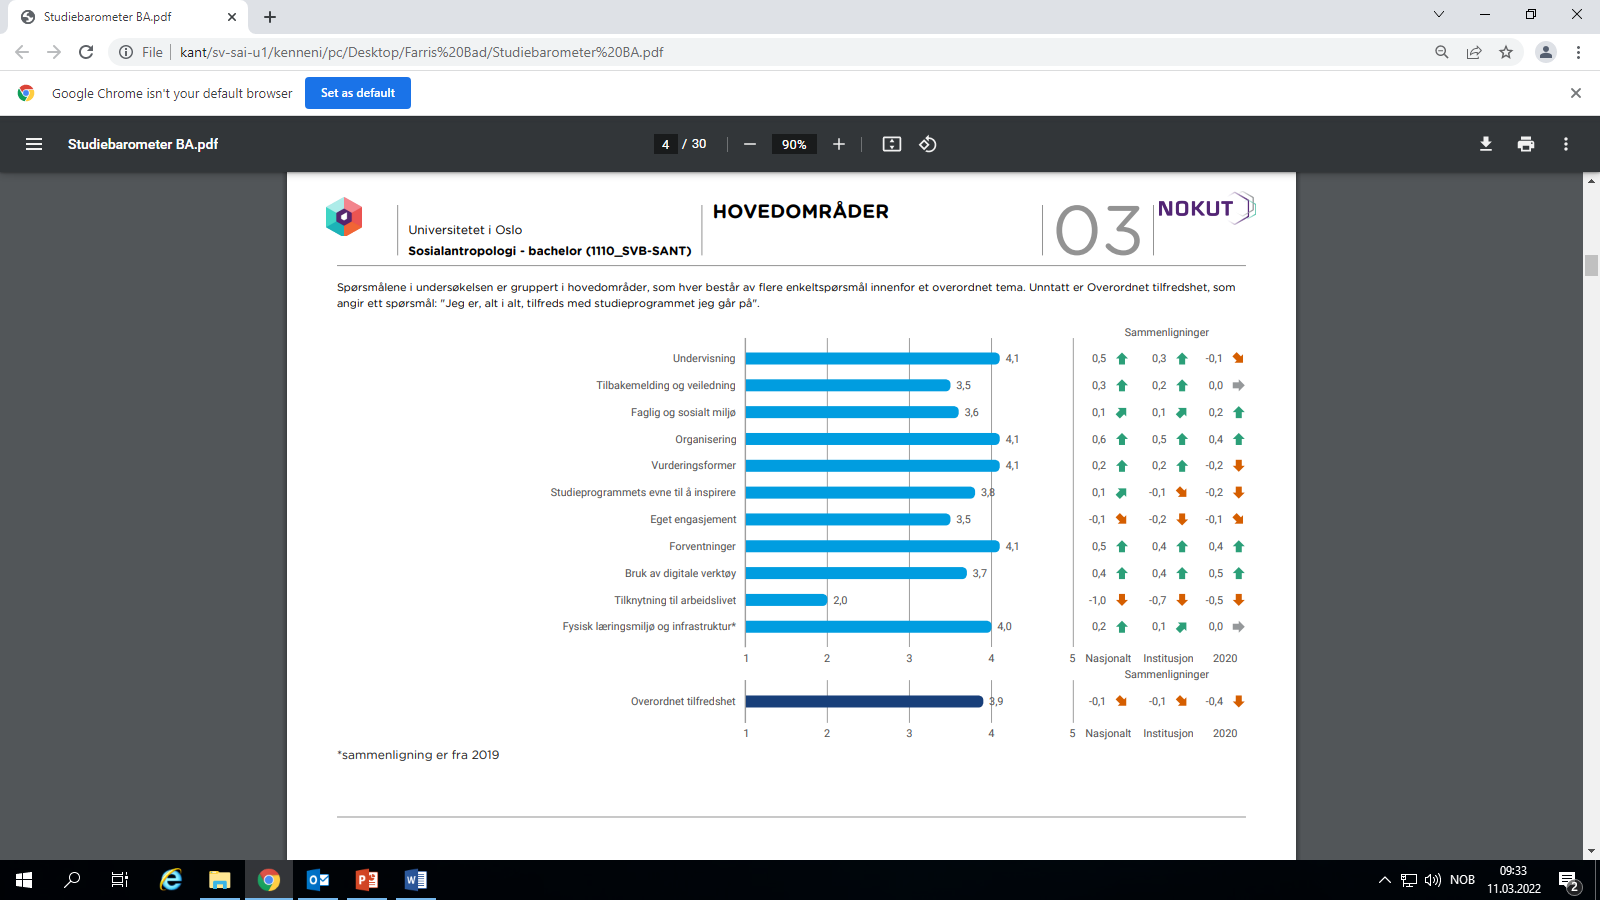 Studiebarometer BA.pdf
File kant/sv-sai-u1/kenneni/pc/Desktop/Farris%20Bad/Studiebarometer%20BA.pdf
Google Chrome isn't your default browser Set as default
Studiebarometer BA.pdf 4 / 30 90%
HOVEDOMRÅDER 03 NOKUT
Universitetet i Oslo
Sosialantropologi - bachelor (1110_SVB-SANT)
Spørsmålene i undersøkelsen er gruppert i hovedområder, som hver består av flere enkeltspørsmål innenfor et overordnet tema. Unntatt er Overordnet tilfredshet, som
angir ett spørsmål: "Jeg er, alt i alt, tilfreds med studieprogrammet jeg går på".
Sammenligninger
Undervisning 4,1 0,5 0,3 -0,1
Tilbakemelding og veiledning 3,5 0,3 0,2 0,0
Faglig og sosialt miljø 3,6 0,1 0,1 0,2
Organisering 4,1 0,6 0,5 0,4
Vurderingsformer 4,1 0,2 0,2 -0,2
Studieprogrammets evne til å inspirere 3,8 0,1 -0,1 -0,2
Eget engasjement 3,5 -0,1 -0,2 -0,1
Forventninger 4,1 0,5 0,4 0,4
Bruk av digitale verktøy 3,7 0,4 0,4 0,5
Tilknytning til arbeidslivet 2,0 -1,0 -0,7 -0,5
Fysisk læringsmiljø og infrastruktur* 4,0 0,2 0,1 0,0
1 2 3 4 5 Nasjonalt Institusjon 2020
Sammenligninger
Overordnet tilfredshet 3,9 -0,1 -0,1 -0,4
1 2 3 4 5 Nasjonalt Institusjon 2020
*sammenligning er fra 2019
NOB 09:33
11.03.2022 2